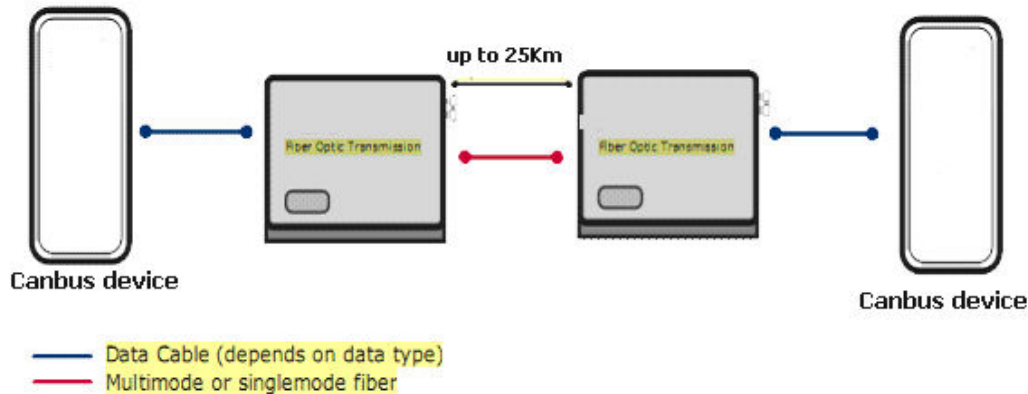 up to 25Km
Fiber Optic Transmission
Fiber Optic Transmission
Canbus device
Canbus device
Data Cable (depends on data type)
Multimode or singlemode fiber